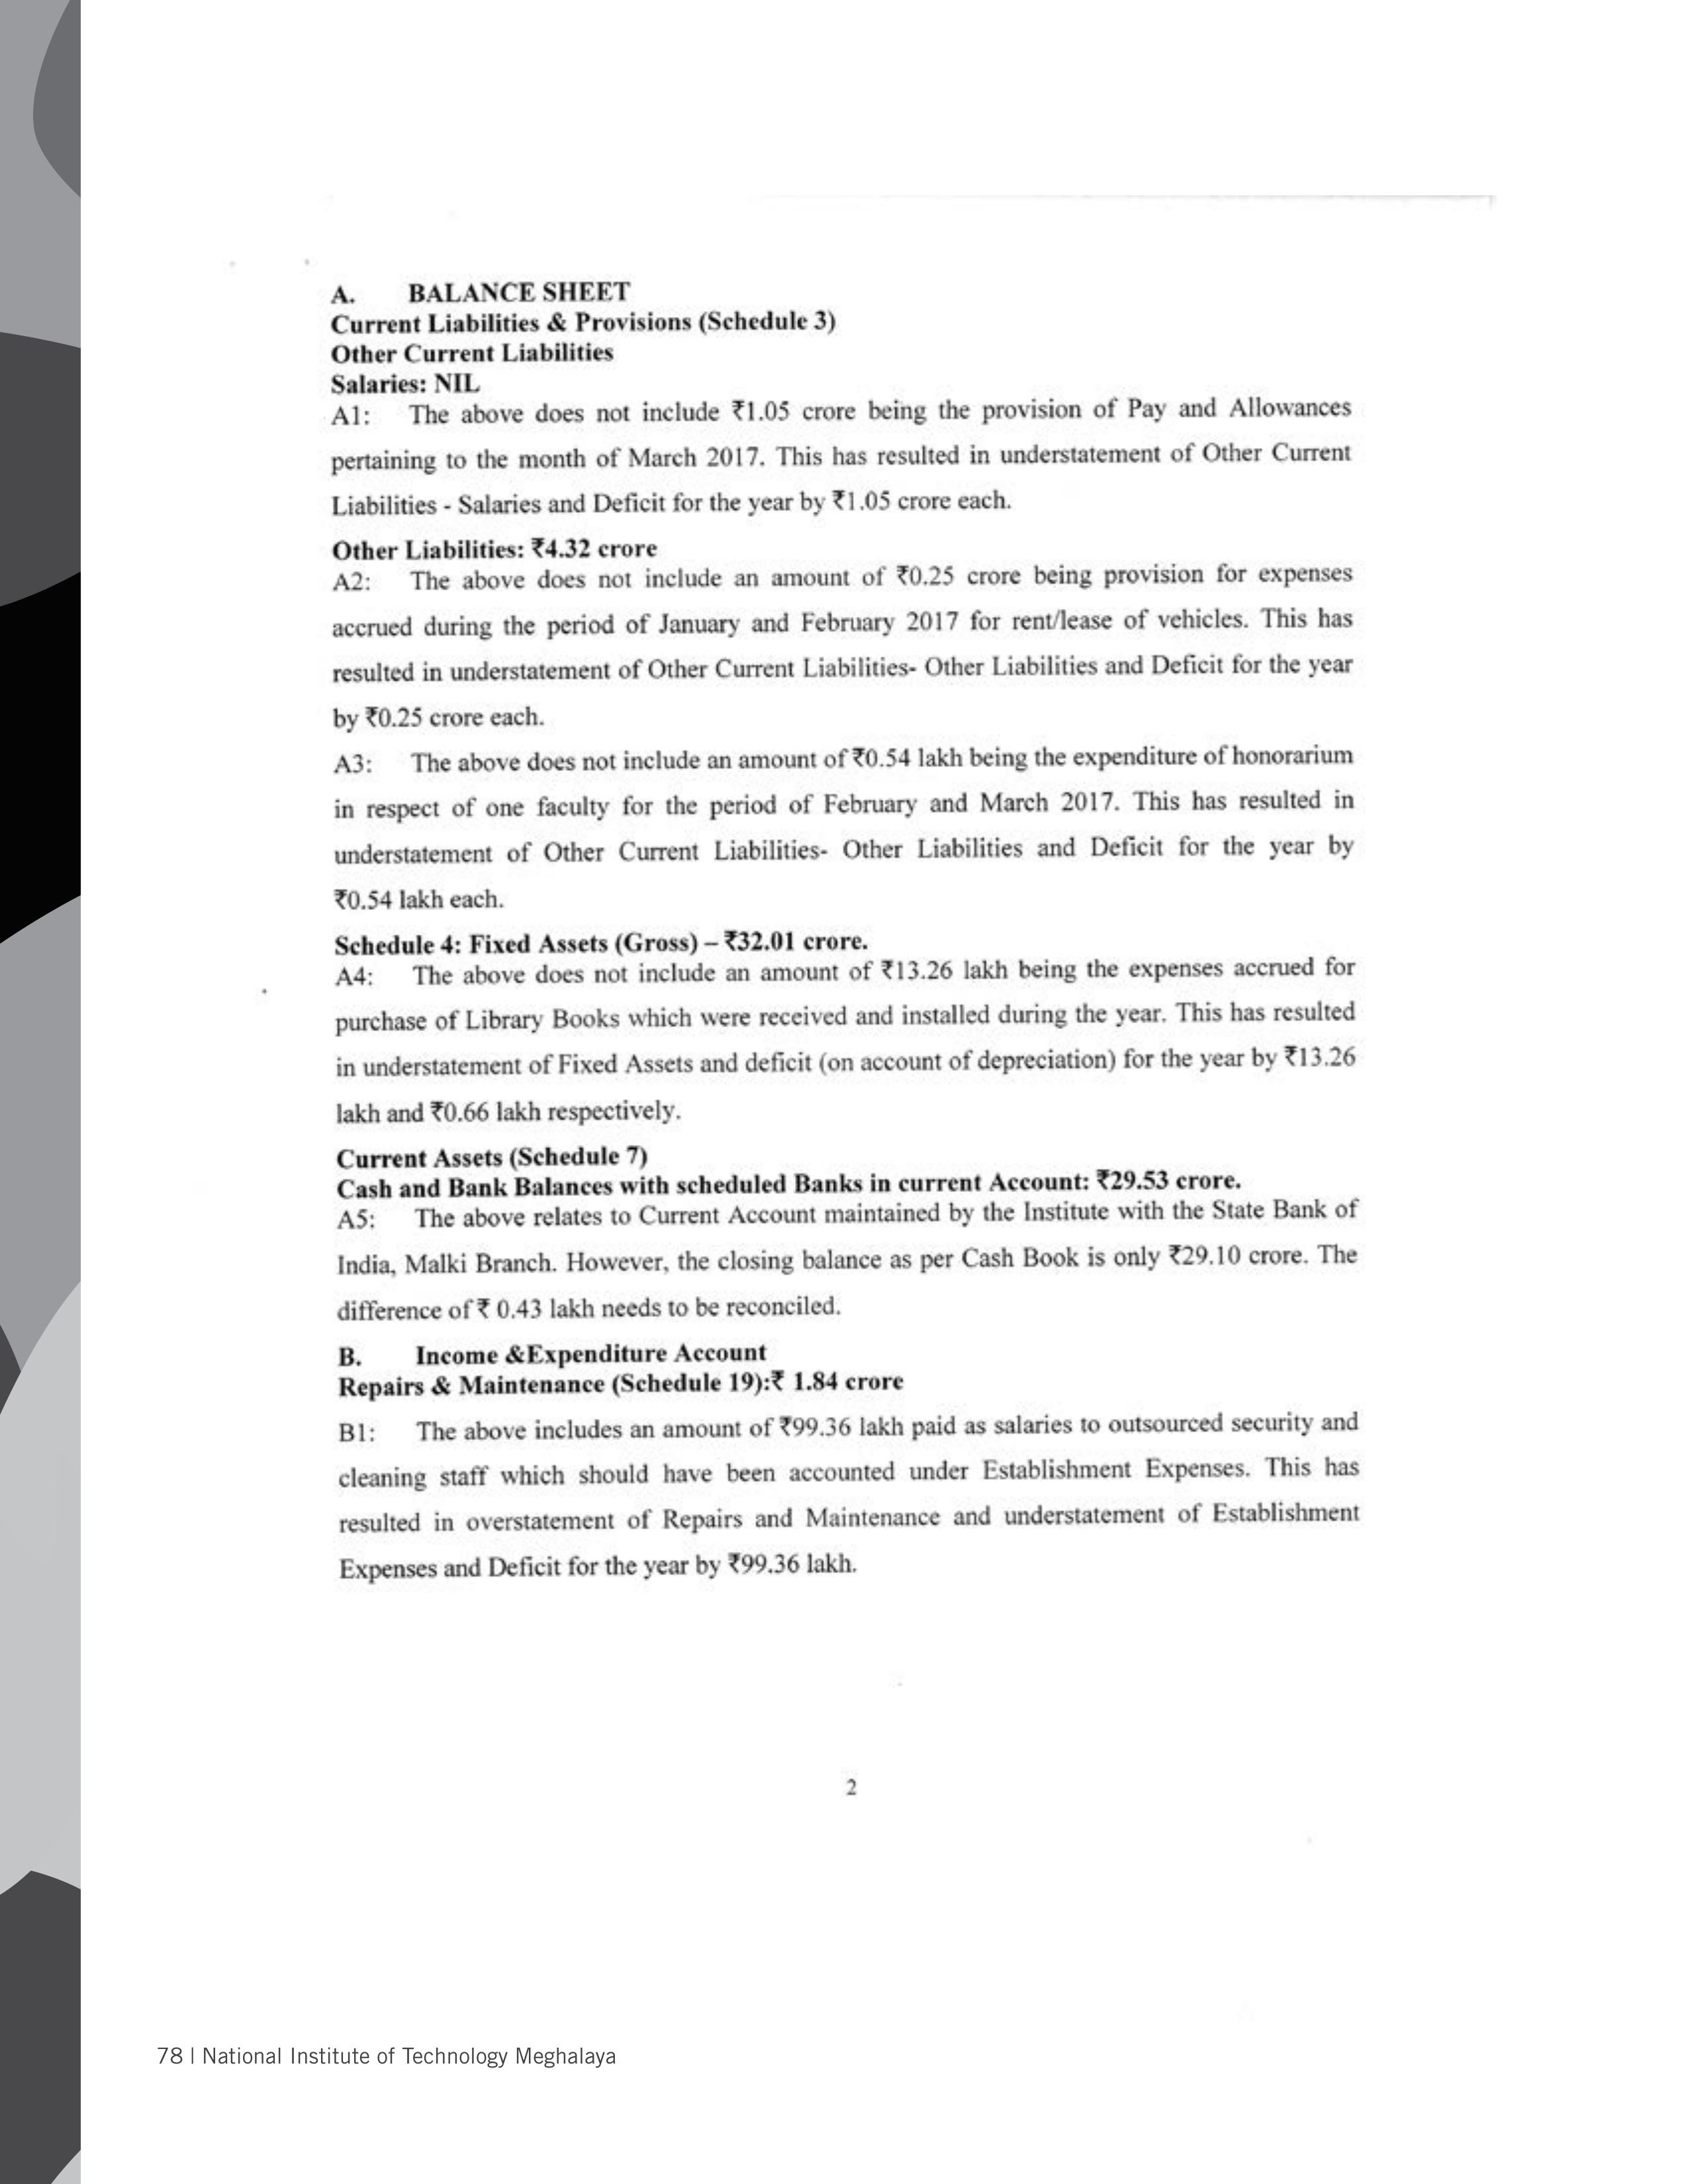 A. BALANCE SHEET
Current Liabilities & Provisions (Schedule 3)
Other Current Liabilities
Salaries: NIL
A1: The above does not include ₹1.05 crore being the provision of Pay and Allowances
pertaining to the month of March 2017. This has resulted in understatement of Other Current
Liabilities - Salaries and Deficit for the year by ₹1.05 crore each.
Other Liabilities: ₹4.32 crore
A2: The above does not include an amount of ₹0.25 crore being provision for expenses
accrued during the period of January and February 2017 for rent/lease of vehicles. This has
resulted in understatement of Other Current Liabilities- Other Liabilities and Deficit for the year
by ₹0.25 crore each.
A3: The above does not include an amount of ₹0.54 lakh being the expenditure of honorarium
in respect of one faculty for the period of February and March 2017. This has resulted in
understatement of Other Current Liabilities- Other Liabilities and Deficit for the year by
₹0.54 lakh each.
Schedule 4: Fixed Assets (Gross) – ₹32.01 crore.
A4: The above does not include an amount of ₹13.26 lakh being the expenses accrued for
purchase of Library Books which were received and installed during the year. This has resulted
in understatement of Fixed Assets and deficit (on account of depreciation) for the year by ₹13.26
lakh and ₹0.66 lakh respectively.
Current Assets (Schedule 7)
Cash and Bank Balances with scheduled Banks in current Account: ₹29.53 crore.
A5: The above relates to Current Account maintained by the Institute with the State Bank of
India, Malki Branch. However, the closing balance as per Cash Book is only ₹29.10 crore. The
difference of ₹ 0.43 lakh needs to be reconciled.
B. Income &Expenditure Account
Repairs & Maintenance (Schedule 19):₹ 1.84 crore
B1: The above includes an amount of ₹99.36 lakh paid as salaries to outsourced security and
cleaning staff which should have been accounted under Establishment Expenses. This has
resulted in overstatement of Repairs and Maintenance and understatement of Establishment
Expenses and Deficit for the year by ₹99.36 lakh.
2
78 | National Institute of Technology Meghalaya